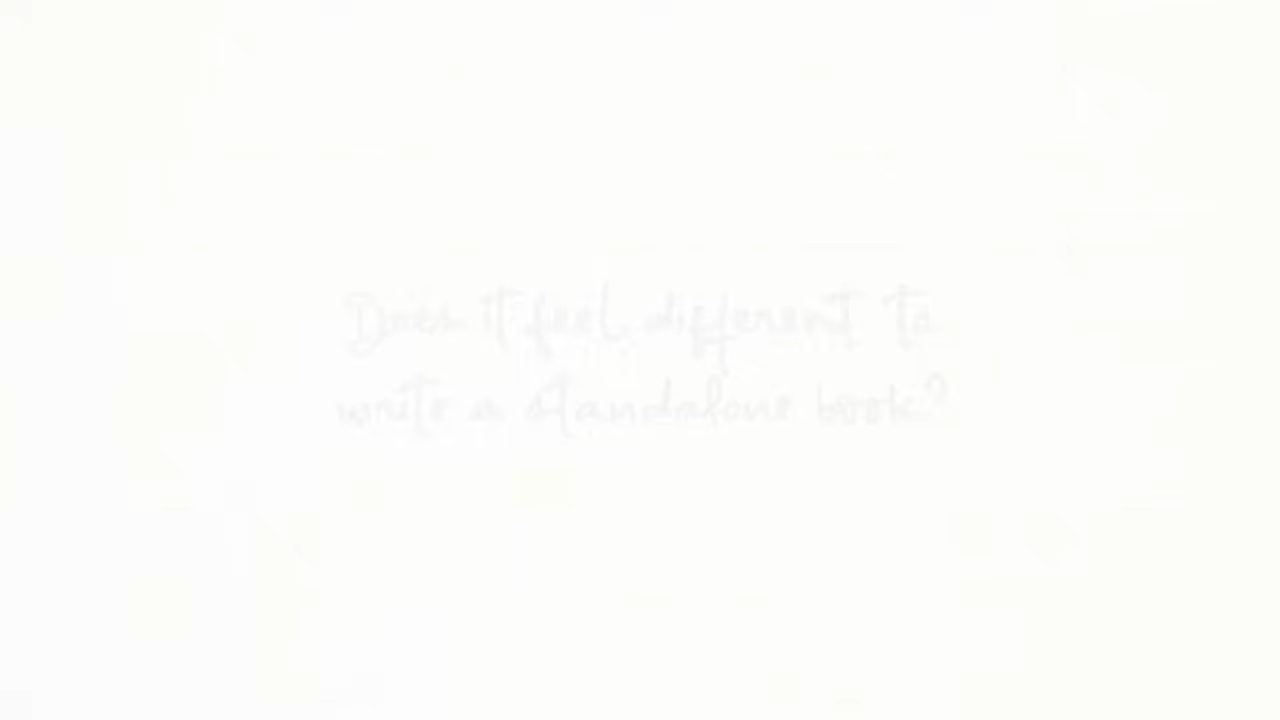 Does it feel different to
write a standalone book?